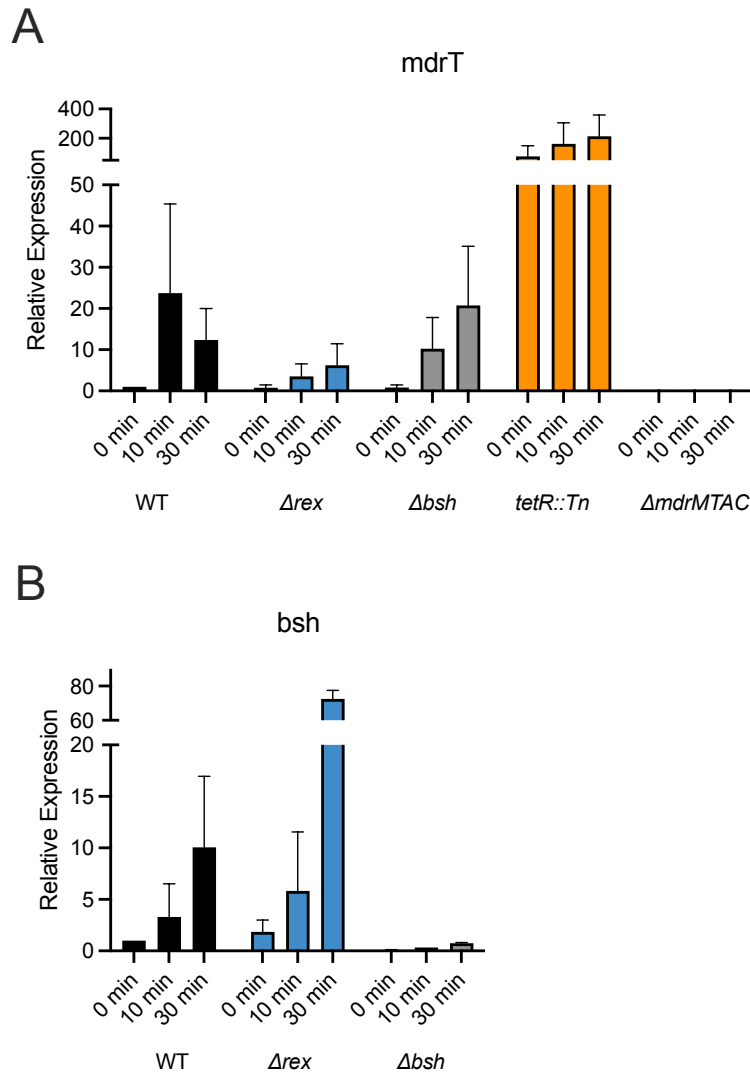 A
mdrT
Relative Expression
400
200
50
40
30
20
10
0
0 min 10 min 30 min 0 min 10 min 30 min 0 min 10 min 30 min 0 min 10 min 30 min 0 min 10 min 30 min
WT Δrex Δbsh tetR::Tn ΔmdrMTAC
B
bsh
Relative Expression
80
60
20
15
10
5
0
0 min 10 min 30 min 0 min 10 min 30 min 0 min 10 min 30 min
WT Δrex Δbsh